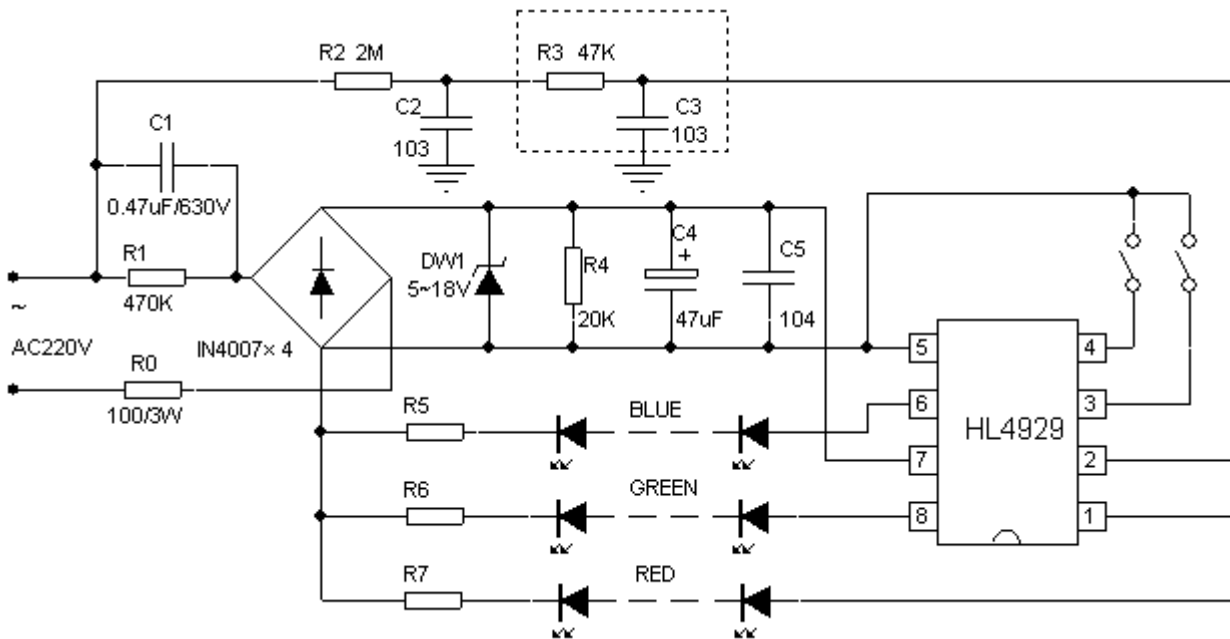 R2 2M
R3 47K
C2
103
C3
103
C1
0.47uF/630V
R1
470K
~
AC220V
R0
100/3W
IN4007×4
DW1
5~18V
R4
20K
C4
+
47uF
C5
104
R5
BLUE
R6
GREEN
R7
RED
HL4929
5
6
7
8
4
3
2
1